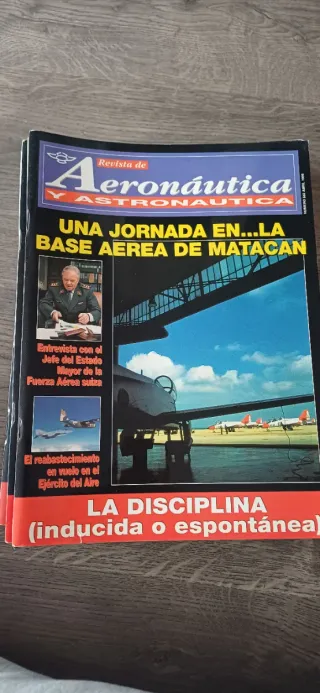 Revista de
Aeronáutica
Y ASTRONAUTICA
UNA JORNADA EN...LA
BASE AEREA DE MATACAN
Entrevista con el
Jefe del Estado
Mayor de la
Fuerza Aérea suiza
El reabastecimiento
en vuelo en el
Ejército del Aire
LA DISCIPLINA
(inducida o espontánea)